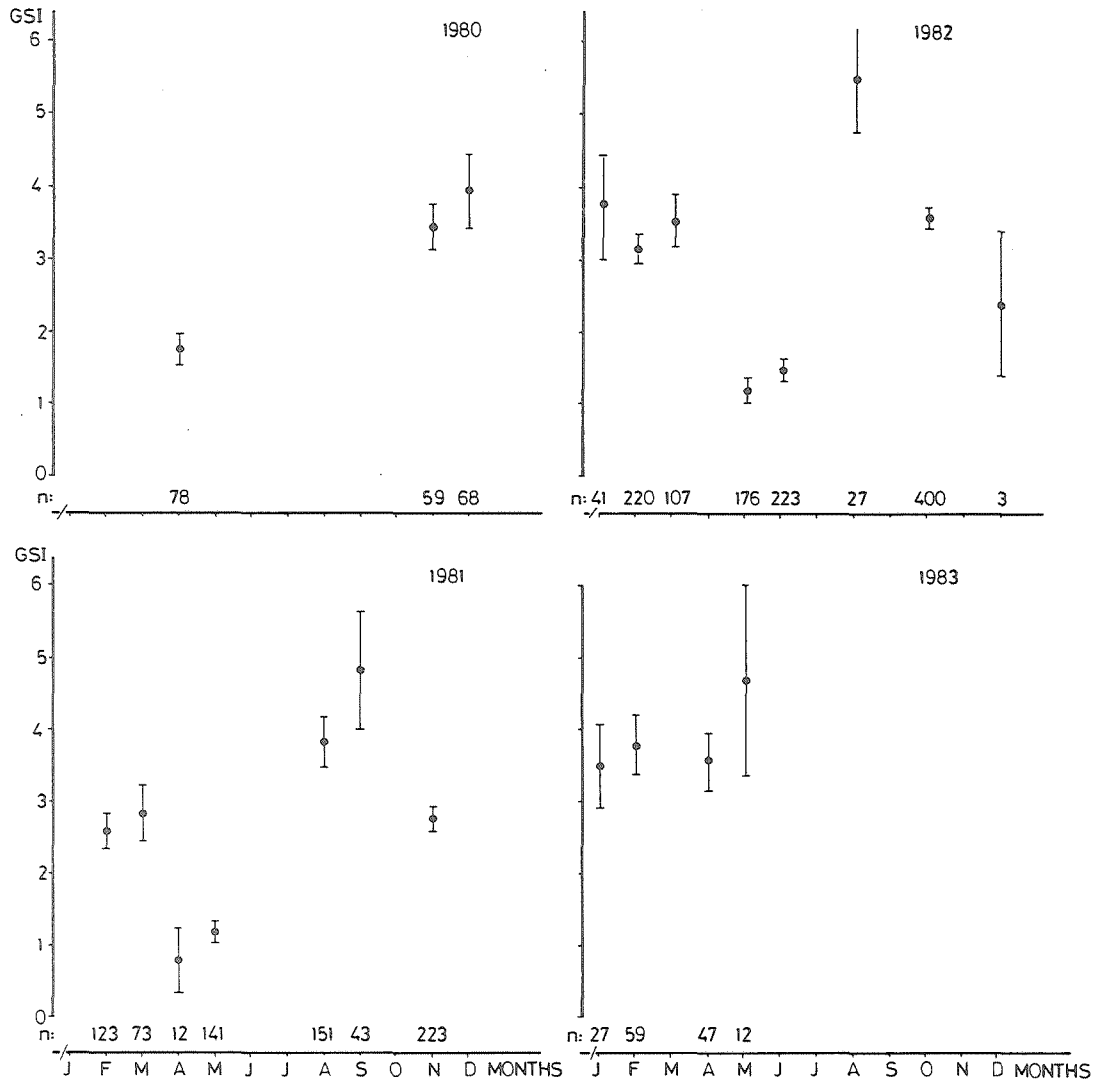 GSI
1980
6
5
4
3
2
1
0
n: 78 59 68
1982
n: 41 220 107 176 223 27 400 3
GSI
1981
6
5
4
3
2
1
0
n: 123 73 12 141 151 43 223
J F M A M J J A S O N D MONTHS
1983
n: 27 59 47 12
J F M A M J J A S O N D MONTHS